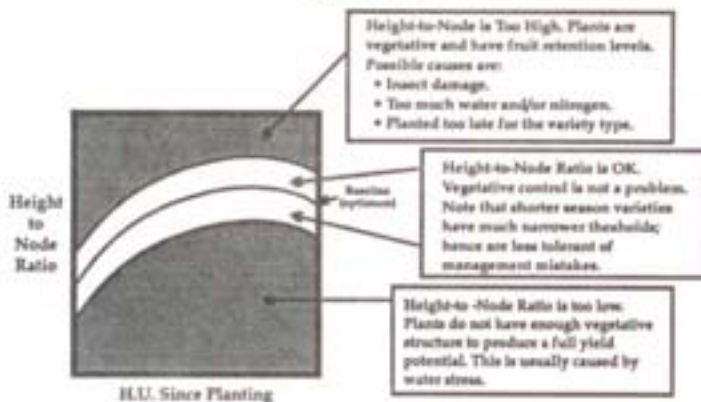 Height-to-Node is Too High. Plants are
vegetative and have fruit retention levels.
Possible causes are:
• Insect damage.
• Too much water and/or nitrogen.
• Planted too late for the variety type.
Height-to-Node Ratio is OK.
Vegetative control is not a problem.
Note that shorter season varieties
have much narrower thesholds;
hence are less tolerant of
management mistakes.
Baseline
(optimum)
Height
to
Node
Ratio
Height-to -Node Ratio is too low.
Plants do not have enough vegetative
structure to produce a full yield
potential. This is usually caused by
water stress.
H.U. Since Planting